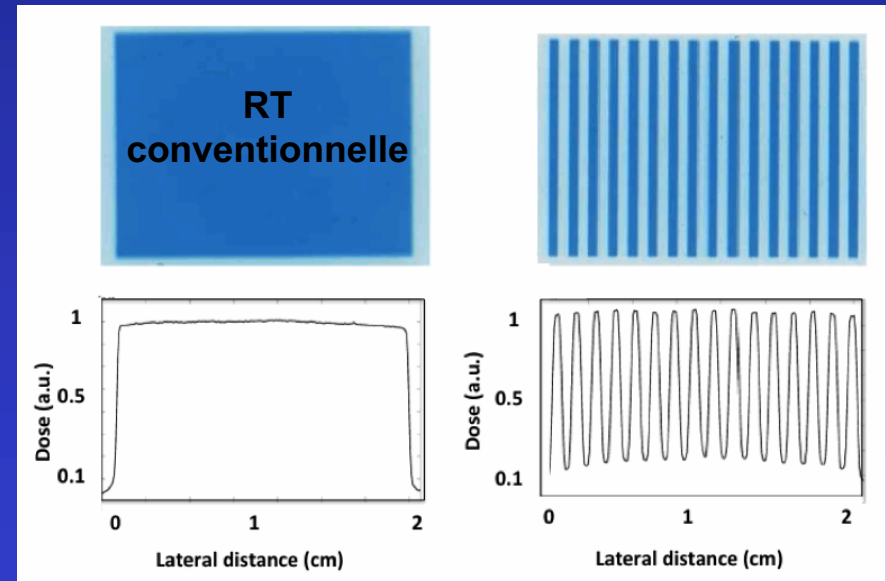 RT
conventionnelle
1
0.5
0.1
Dose (a.u.)
0 1 2
Lateral distance (cm)
1
0.5
0.1
Dose (a.u.)
0 1 2
Lateral distance (cm)